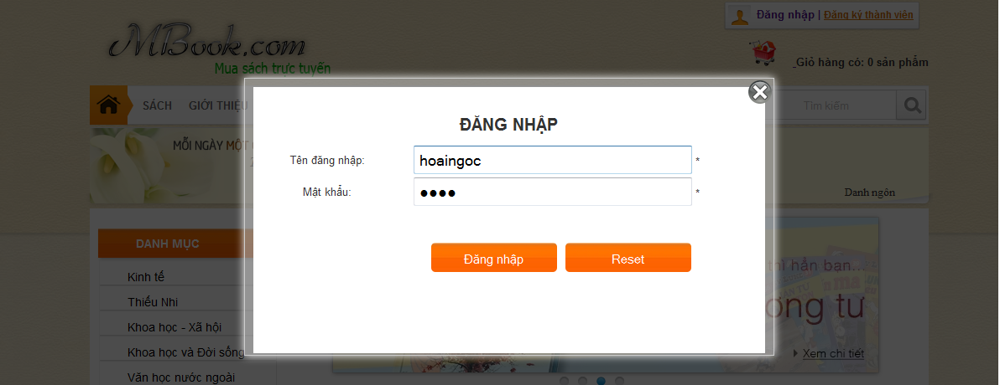 Đăng nhập | Đăng ký thành viên
MBook.com
Mua sách trực tuyến
Giỏ hàng có: 0 sản phẩm
SÁCH GIỚI THIỆU
Tìm kiếm
MỖI NGÀY MỘT
Danh ngôn
ĐĂNG NHẬP
Tên đăng nhập: hoaingoc *
Mật khẩu: •••• *
Đăng nhập Reset
DANH MỤC
Kinh tế
Thiếu Nhi
Khoa học - Xã hội
Khoa học và Đời sống
Văn học nước ngoài
thì hẳn bạn...
ơng tư
Xem chi tiết